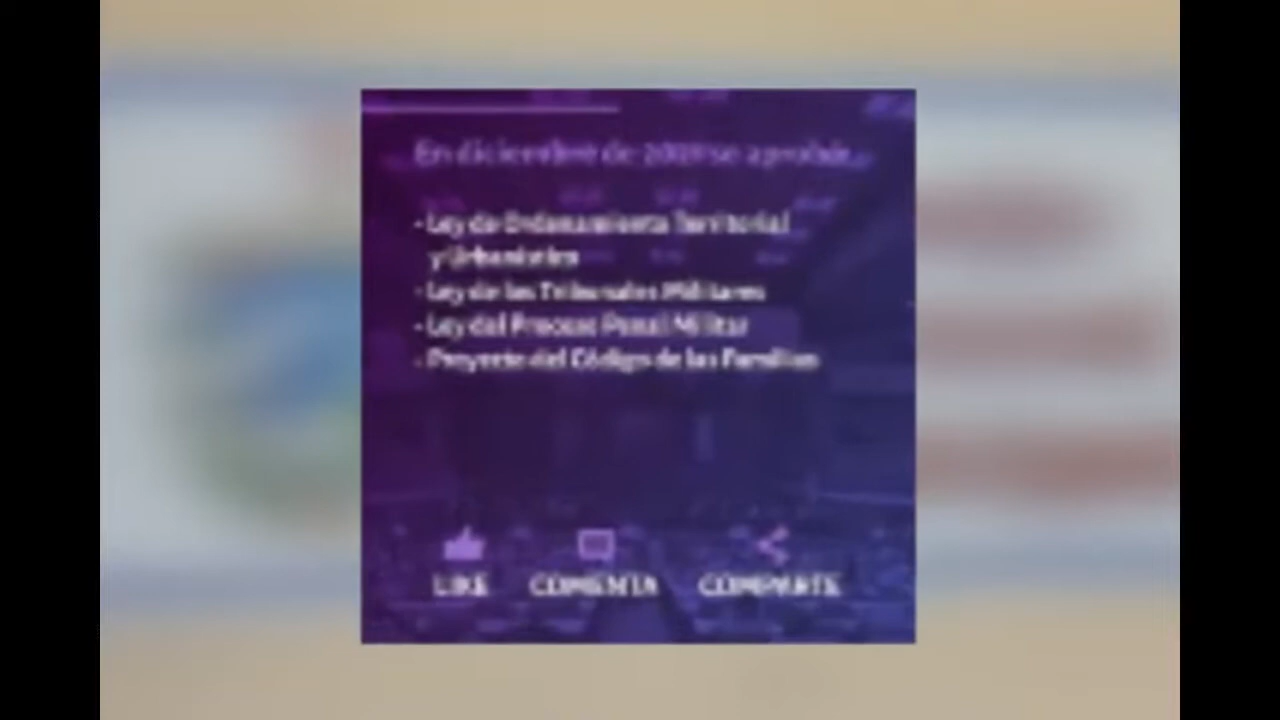 En diciembre de se aprobó
- Ley de Ordenamiento Territorial
y Urbanístico
- Ley de los Tribunales Militares
- Ley del Proceso Penal Militar
- Proyecto del Código de las Familias
LIKE COMENTA COMPARTE